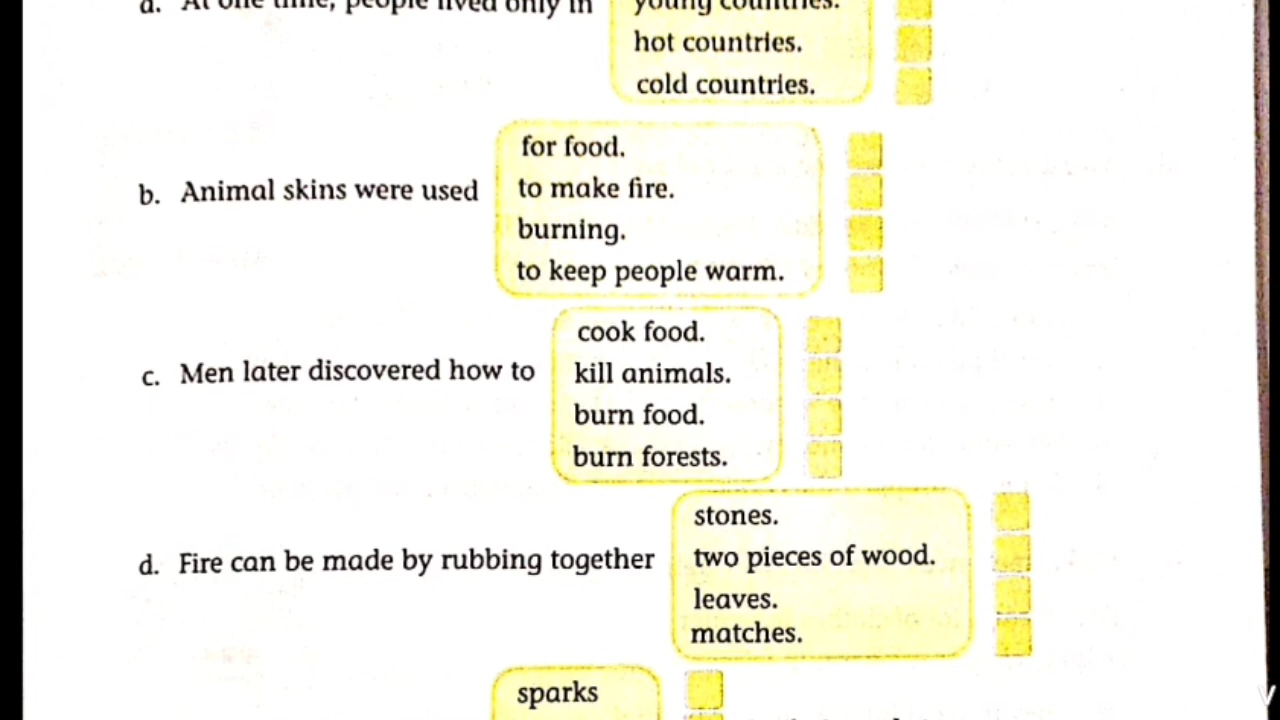 a. At one time, people lived only in
young countries.
hot countries.
cold countries.
b. Animal skins were used
for food.
to make fire.
burning.
to keep people warm.
c. Men later discovered how to
cook food.
kill animals.
burn food.
burn forests.
d. Fire can be made by rubbing together
stones.
two pieces of wood.
leaves.
matches.
sparks